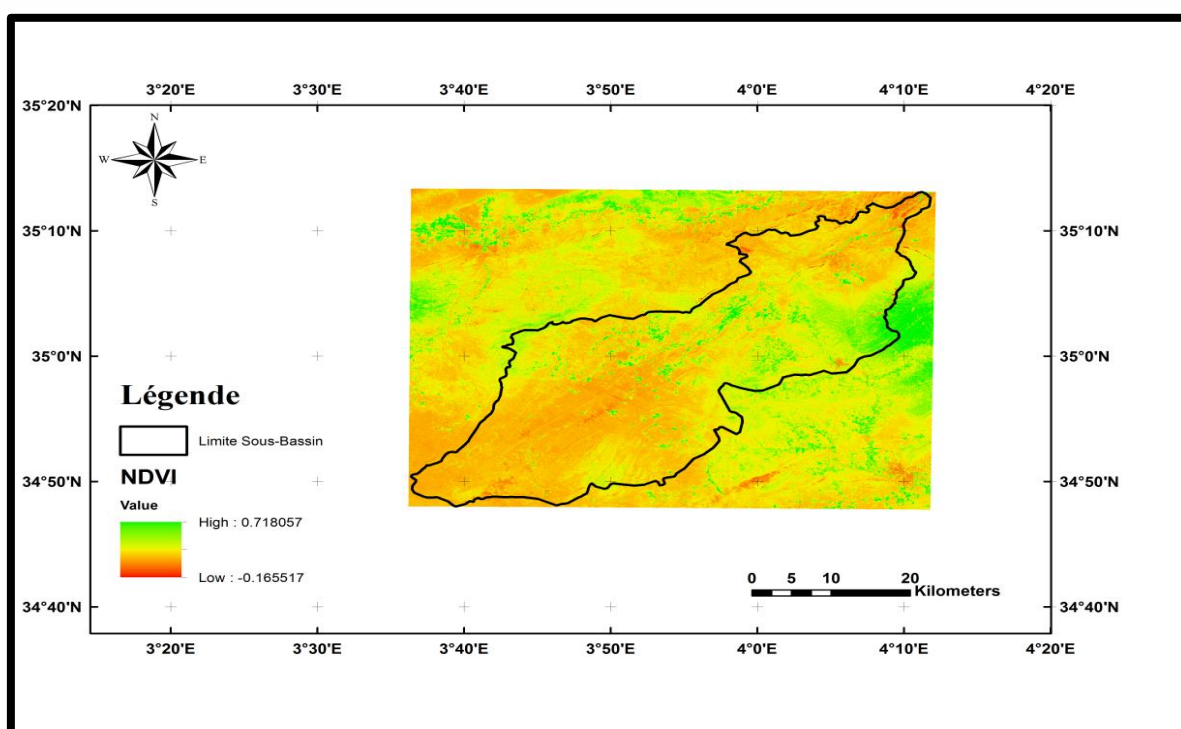 3°20'E 3°30'E 3°40'E 3°50'E 4°0'E 4°10'E 4°20'E
35°20'N 35°20'N
N
W E
S
35°10'N 35°10'N
35°0'N 35°0'N
Légende
Limite Sous-Bassin
NDVI
34°50'N 34°50'N
Value
High : 0.718057
Low : -0.165517
0 5 10 20
Kilometers
34°40'N 34°40'N
3°20'E 3°30'E 3°40'E 3°50'E 4°0'E 4°10'E 4°20'E